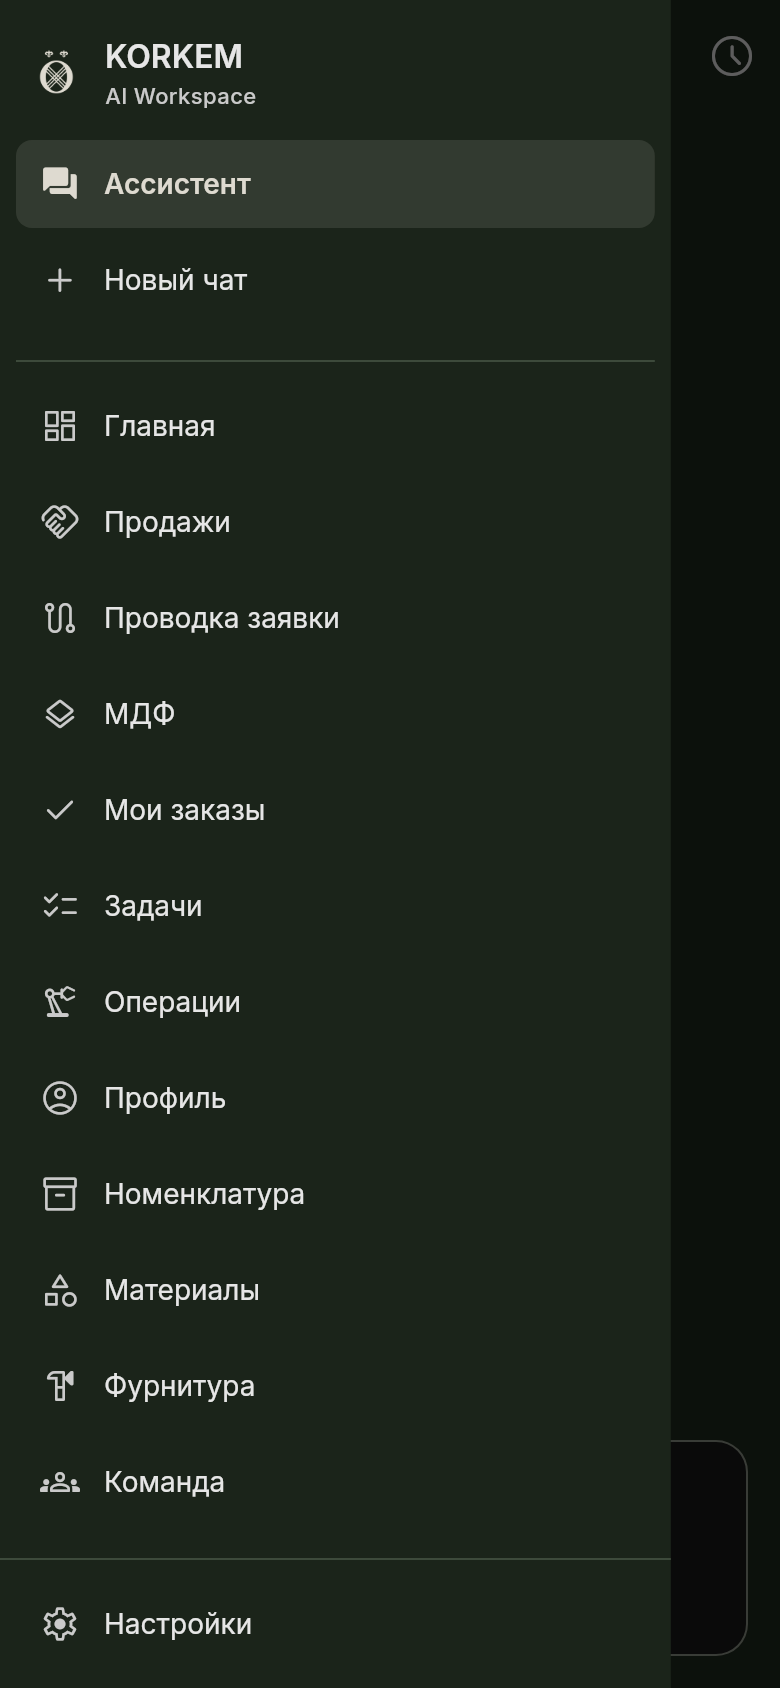 KORKEM
AI Workspace
Ассистент
Новый чат
Главная
Продажи
Проводка заявки
МДФ
Мои заказы
Задачи
Операции
Профиль
Номенклатура
Материалы
Фурнитура
Команда
Настройки